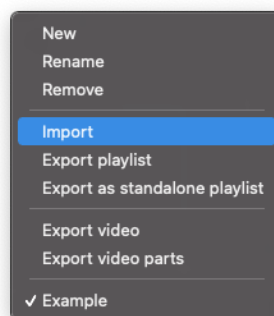 New
Rename
Remove
Import
Export playlist
Export as standalone playlist
Export video
Export video parts
✓ Example